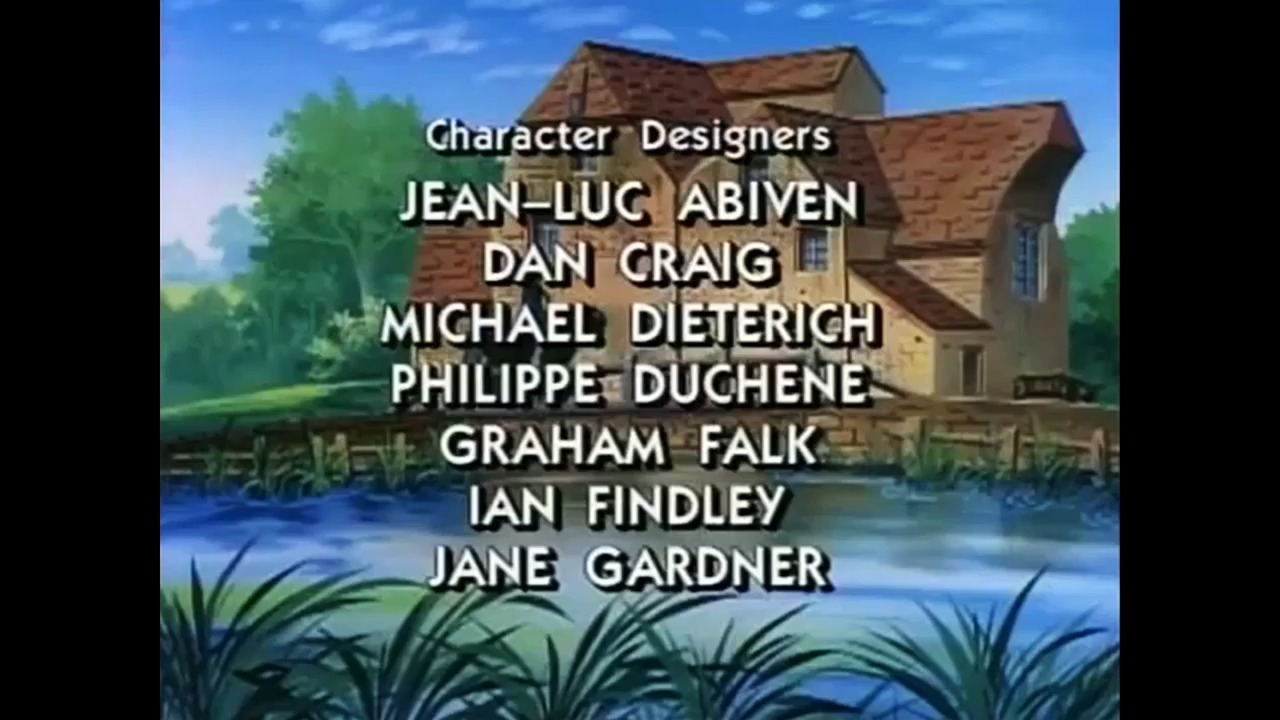 Character Designers
JEAN-LUC ABIVEN
DAN CRAIG
MICHAEL DIETERICH
PHILIPPE DUCHENE
GRAHAM FALK
IAN FINDLEY
JANE GARDNER